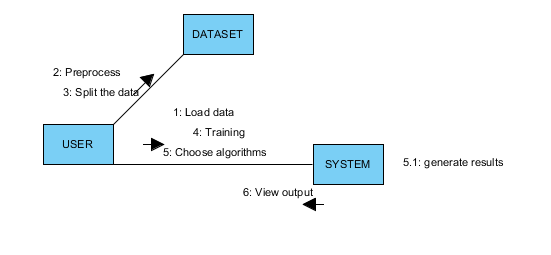 DATASET
2: Preprocess
3: Split the data
1: Load data
4: Training
5: Choose algorithms
USER
SYSTEM
5.1: generate results
6: View output